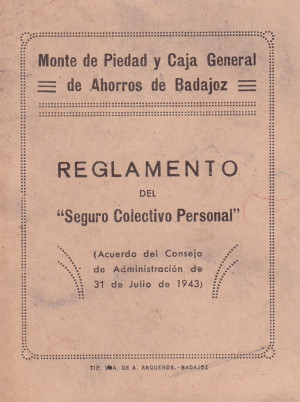 Monte de Piedad y Caja General
de Ahorros de Badajoz
REGLAMENTO
DEL
"Seguro Colectivo Personal"
(Acuerdo del Consejo
de Administración de
31 de Julio de 1943)
TIP. VDA. DE A. ARQUEROS.-BADAJOZ